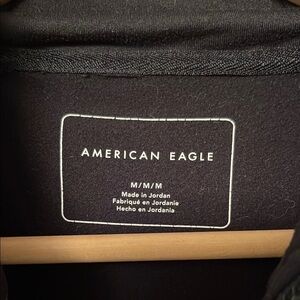 AMERICAN EAGLE
M/M/M
Made in Jordan
Fabriqué en Jordanie
Hecho en Jordania